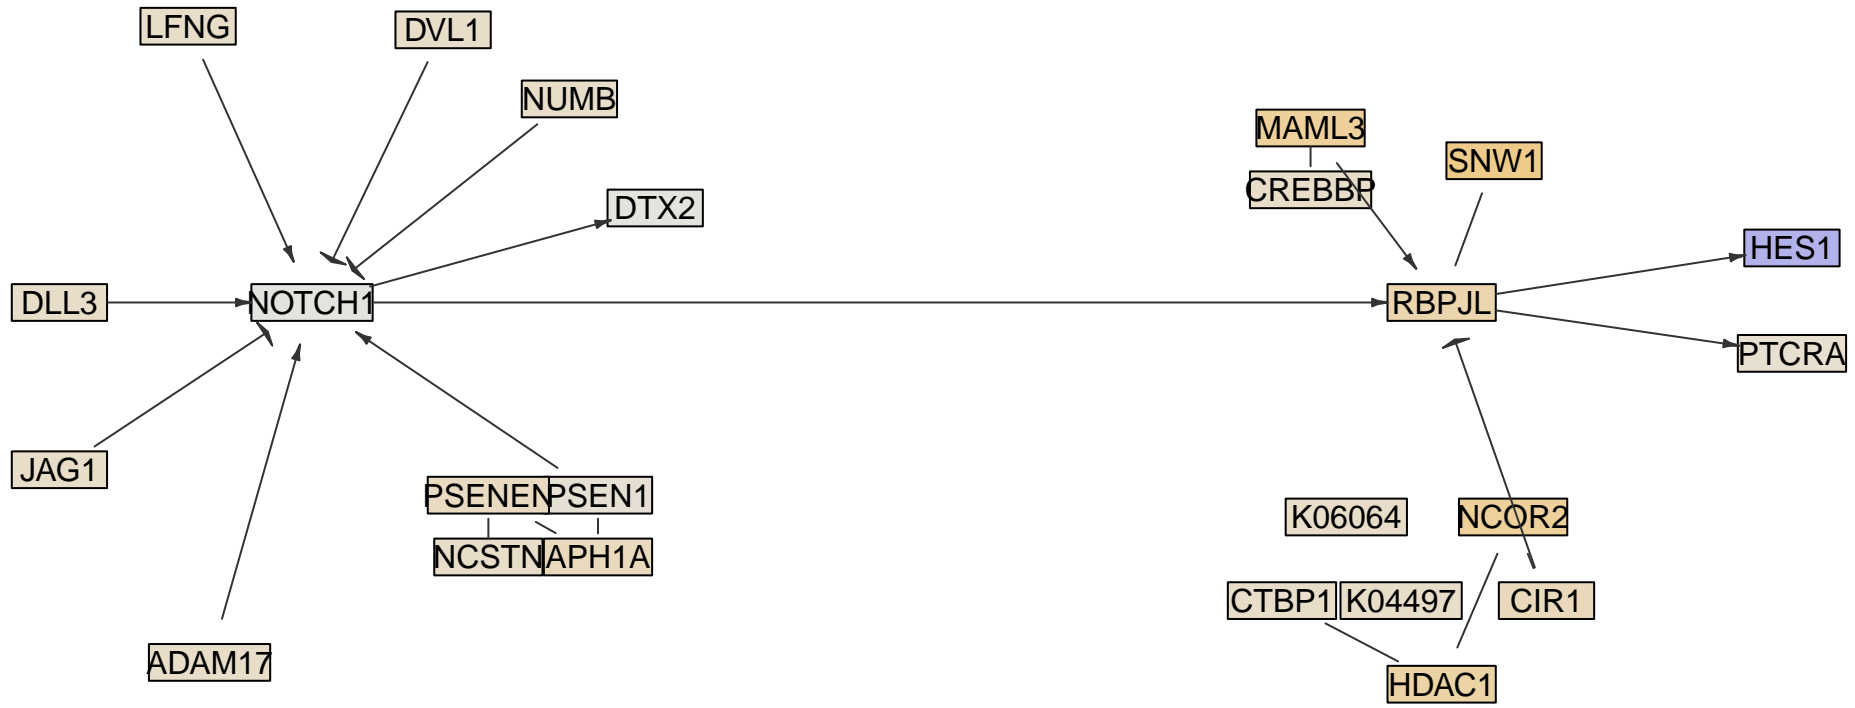 LFNG
DVL1
NUMB
MAML3
SNW1
CREBBP
DTX2
HES1
DLL3
NOTCH1
RBPJL
PTCRA
JAG1
PSENEN
PSEN1
K06064
NCOR2
NCSTN
APH1A
CTBP1
K04497
CIR1
ADAM17
HDAC1